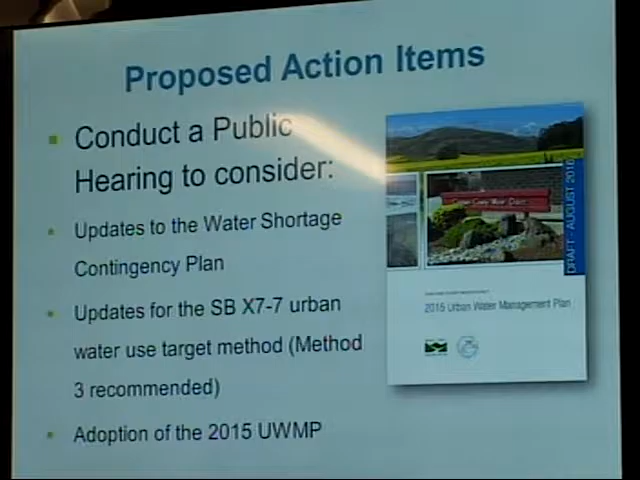 Proposed Action Items
Conduct a Public
Hearing to consider:
Updates to the Water Shortage
Contingency Plan
Updates for the SB X7-7 urban
water use target method (Method
3 recommended)
Adoption of the 2015 UWMP
DRAFT - AUGUST 2016
2015 Urban Water Management Plan